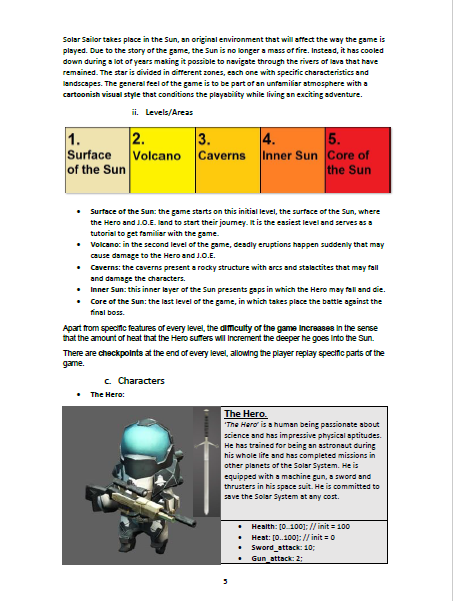 Solar Sailor takes place in the Sun, an original environment that will affect the way the game is
played. Due to the story of the game, the Sun is no longer a mass of fire. Instead, it has cooled
down during a lot of years making it possible to navigate through the rivers of lava that have
remained. The star is divided in different zones, each one with specific characteristics and
landscapes. The general feel of the game is to be part of an unfamiliar atmosphere with a
cartoonish visual style that conditions the playability while living an exciting adventure.
ii. Levels/Areas
1. Surface of the Sun
2. Volcano
3. Caverns
4. Inner Sun
5. Core of the Sun
• Surface of the Sun: the game starts on this initial level, the surface of the Sun, where
the Hero and J.O.E. land to start their journey. It is the easiest level and serves as a
tutorial to get familiar with the game.
• Volcano: in the second level of the game, deadly eruptions happen suddenly that may
cause damage to the Hero and J.O.E.
• Caverns: the caverns present a rocky structure with arcs and stalactites that may fall
and damage the characters.
• Inner Sun: this inner layer of the Sun presents gaps in which the Hero may fall and die.
• Core of the Sun: the last level of the game, in which takes place the battle against the
final boss.
Apart from specific features of every level, the difficulty of the game increases in the sense
that the amount of heat that the Hero suffers will increment the deeper he goes into the Sun.
There are checkpoints at the end of every level, allowing the player replay specific parts of the
game.
c. Characters
• The Hero:
The Hero.
'The Hero' is a human being passionate about
science and has impressive physical aptitudes.
He has trained for being an astronaut during
his whole life and has completed missions in
other planets of the Solar System. He is
equipped with a machine gun, a sword and
thrusters in his space suit. He is committed to
save the Solar System at any cost.
• Health: [0..100]; // init = 100
• Heat: [0..100]; // init = 0
• Sword_attack: 10;
• Gun_attack: 2;
5